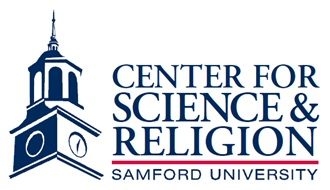 CENTER FOR
SCIENCE &
RELIGION
SAMFORD UNIVERSITY